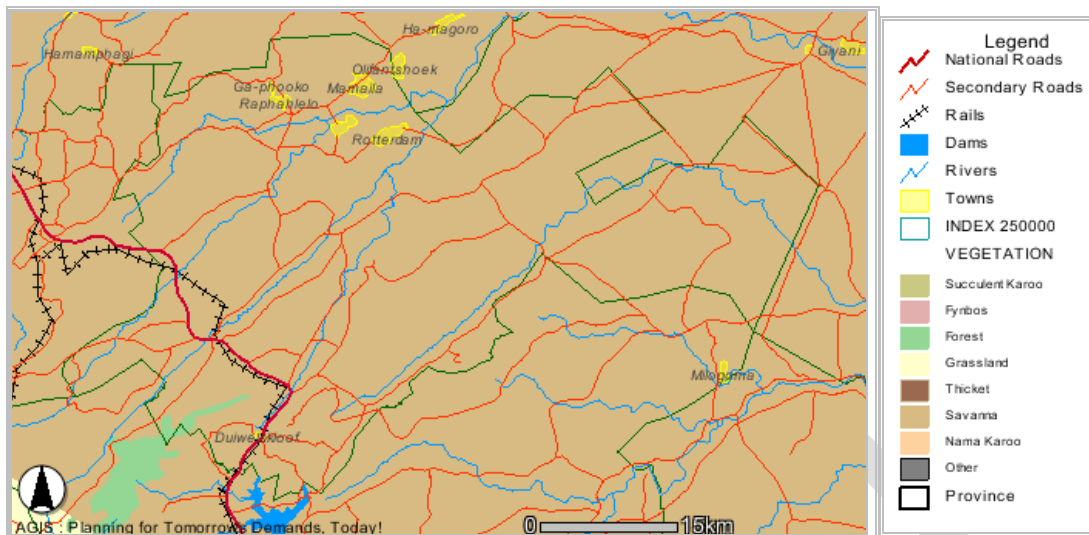 Ha-magoro
Hamamphagi
Giyani
Olifantshoek
Ga-phooko
Mamaila
Raphahlelo
Rotterdam
Milogama
AGIS : Planning for Tomorrows Demands, Today!
0
15km
Legend
National Roads
Secondary Roads
Rails
Dams
Rivers
Towns
INDEX 250000
VEGETATION
Succulent Karoo
Fynbos
Forest
Grassland
Thicket
Savanna
Nama Karoo
Other
Province